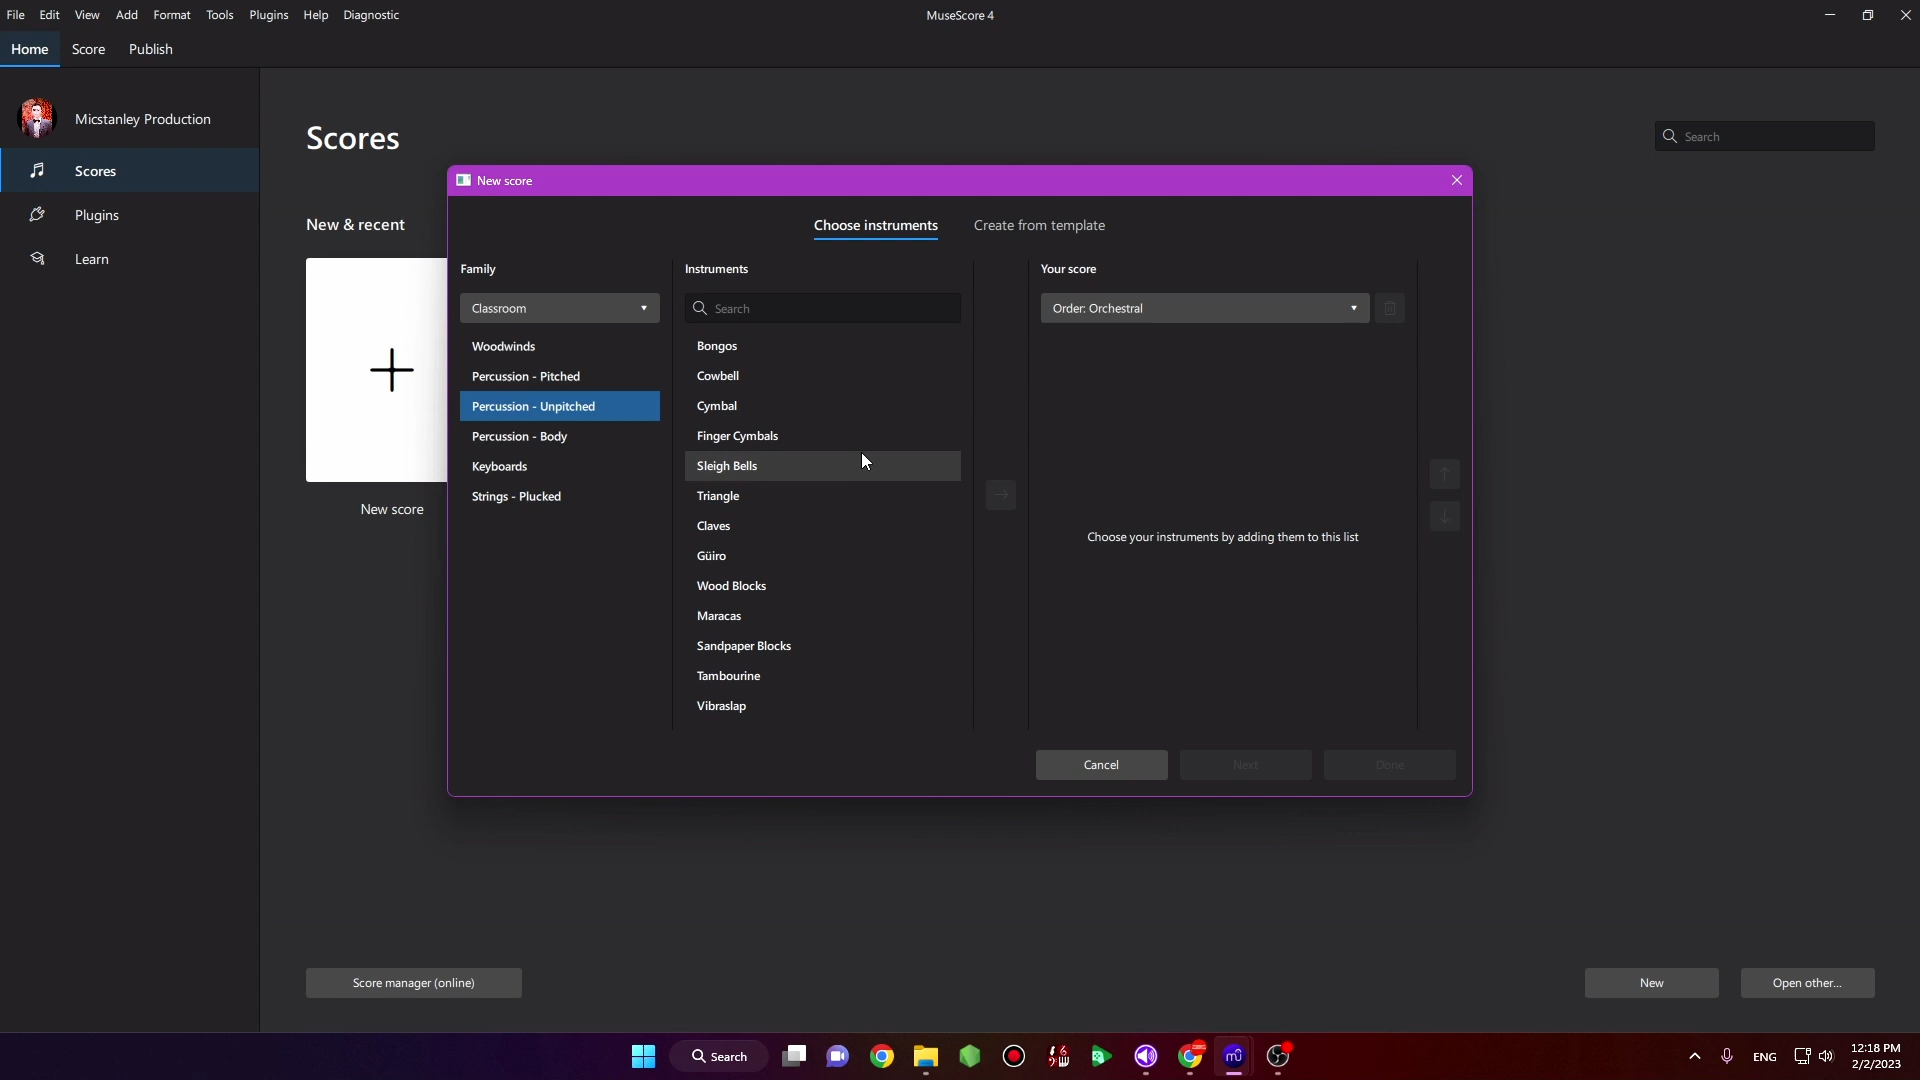 File Edit View Add Format Tools Plugins Help Diagnostic
MuseScore 4
Home Score Publish
Micstanley Production
Scores
Plugins
Learn
Scores
Search
New & recent
New score
New score
Choose instruments Create from template
Family
Classroom
Woodwinds
Percussion - Pitched
Percussion - Unpitched
Percussion - Body
Keyboards
Strings - Plucked
Instruments
Search
Bongos
Cowbell
Cymbal
Finger Cymbals
Sleigh Bells
Triangle
Claves
Güiro
Wood Blocks
Maracas
Sandpaper Blocks
Tambourine
Vibraslap
Your score
Order: Orchestral
Choose your instruments by adding them to this list
Cancel Next Done
Score manager (online)
New Open other...
Search
ENG
12:18 PM
2/2/2023